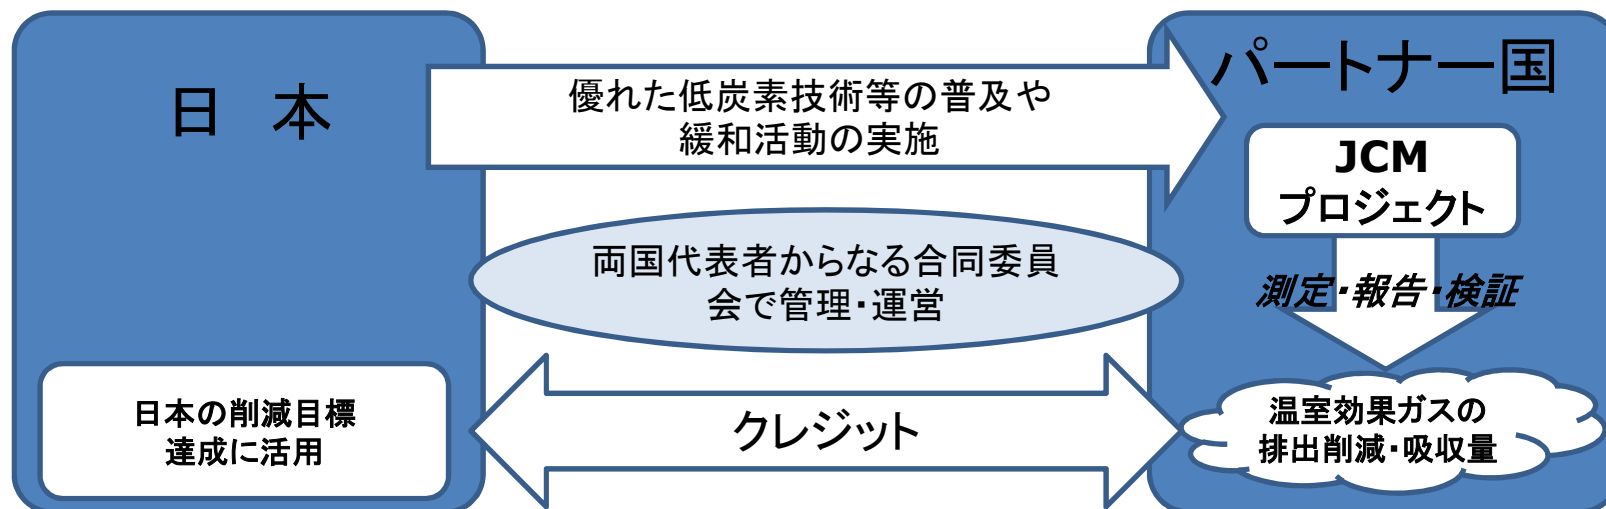 日 本
優れた低炭素技術等の普及や
緩和活動の実施
パートナー国
JCM
プロジェクト
両国代表者からなる合同委員
会で管理・運営
測定・報告・検証
日本の削減目標
達成に活用
クレジット
温室効果ガスの
排出削減・吸収量